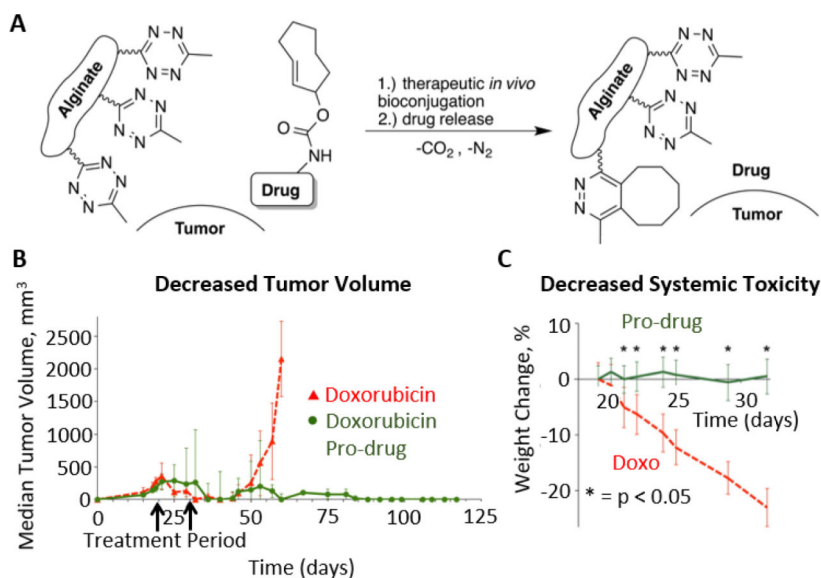 A
Alginate
N
N
N
N
N
N
N
N
N
N
N
N
Tumor
O
O
NH
Drug
1.) therapeutic in vivo
bioconjugation
2.) drug release
-CO₂ , -N₂
Alginate
N
N
N
N
N
N
N
N
N
N
Drug
Tumor
B
Decreased Tumor Volume
Median Tumor Volume, mm³
2500
2000
1500
1000
500
0
Doxorubicin
Doxorubicin
Pro-drug
0
25
50
75
100
125
Treatment Period
Time (days)
C
Decreased Systemic Toxicity
Weight Change, %
10
0
-10
-20
Pro-drug
* * * * * *
20
25
30
Time (days)
Doxo
* = p < 0.05